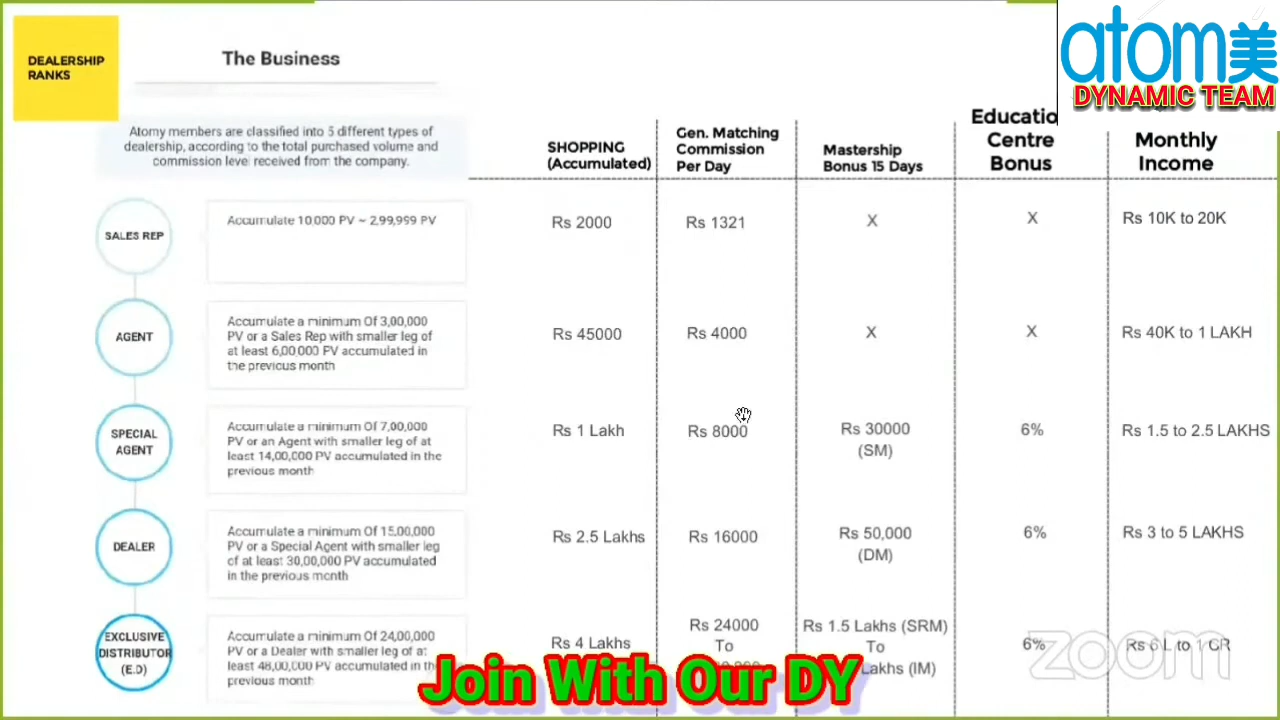 DEALERSHIP
RANKS
The Business
atom美
DYNAMIC TEAM
Atomy members are classified into 5 different types of
dealership, according to the total purchased volume and
commission level received from the company.
SHOPPING
(Accumulated)
Gen. Matching
Commission
Per Day
Mastership
Bonus 15 Days
Educatio
Centre
Bonus
Monthly
Income
SALES REP
Accumulate 10,000 PV ~ 2,99,999 PV
Rs 2000
Rs 1321
X
X
Rs 10K to 20K
AGENT
Accumulate a minimum Of 3,00,000
PV or a Sales Rep with smaller leg of
at least 6,00,000 PV accumulated in
the previous month
Rs 45000
Rs 4000
X
X
Rs 40K to 1 LAKH
SPECIAL
AGENT
Accumulate a minimum Of 7,00,000
PV or an Agent with smaller leg of at
least 14,00,000 PV accumulated in the
previous month
Rs 1 Lakh
Rs 8000
Rs 30000
(SM)
6%
Rs 1.5 to 2.5 LAKHS
DEALER
Accumulate a minimum Of 15,00,000
PV or a Special Agent with smaller leg
of at least 30,00,000 PV accumulated
in the previous month
Rs 2.5 Lakhs
Rs 16000
Rs 50,000
(DM)
6%
Rs 3 to 5 LAKHS
EXCLUSIVE
DISTRIBUTOR
(E.D)
Accumulate a minimum Of 24,00,000
PV or a Dealer with smaller leg of at
least 48,00,000 PV accumulated in the
previous month
Rs 4 Lakhs
Rs 24000
To
Rs 1.5 Lakhs (SRM)
To
Lakhs (IM)
6%
Rs 6 L to 1 CR
zoom
Join With Our DY